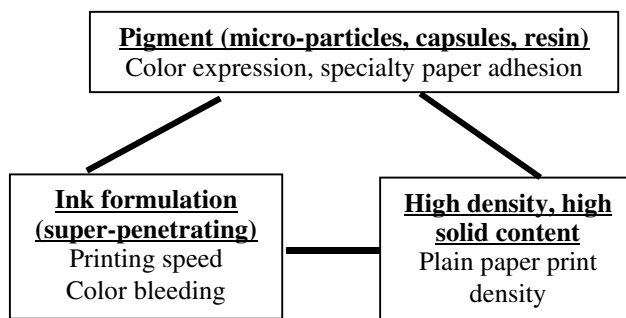 Pigment (micro-particles, capsules, resin)
Color expression, specialty paper adhesion
Ink formulation
(super-penetrating)
Printing speed
Color bleeding
High density, high
solid content
Plain paper print
density